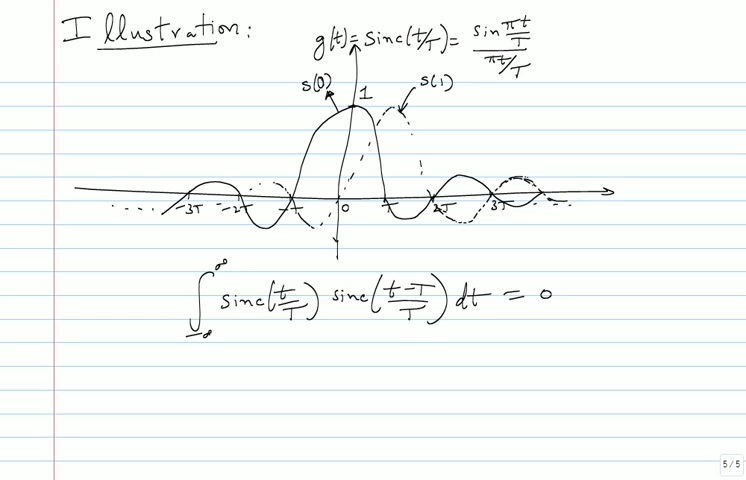 Illustration:
g(t) = sinc(t/T) = sin πt/T / πt/T
s(0) 1 s(1)
-3T -2T -T 0 T 2T 3T
∫_{-∞}^{∞} sinc(t/T) sinc((t-T)/T) dt = 0
5/5